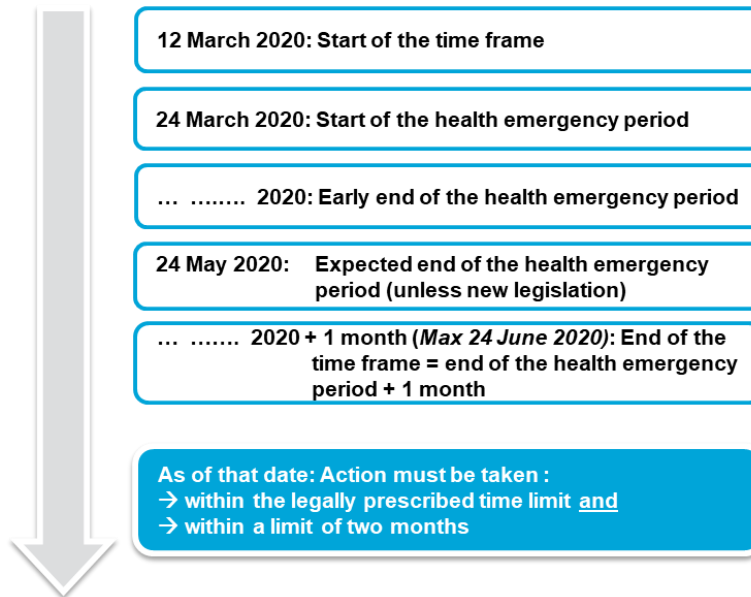 12 March 2020: Start of the time frame
24 March 2020: Start of the health emergency period
... ........ 2020: Early end of the health emergency period
24 May 2020: Expected end of the health emergency
period (unless new legislation)
... ....... 2020 + 1 month (Max 24 June 2020): End of the
time frame = end of the health emergency
period + 1 month
As of that date: Action must be taken :
→ within the legally prescribed time limit and
→ within a limit of two months